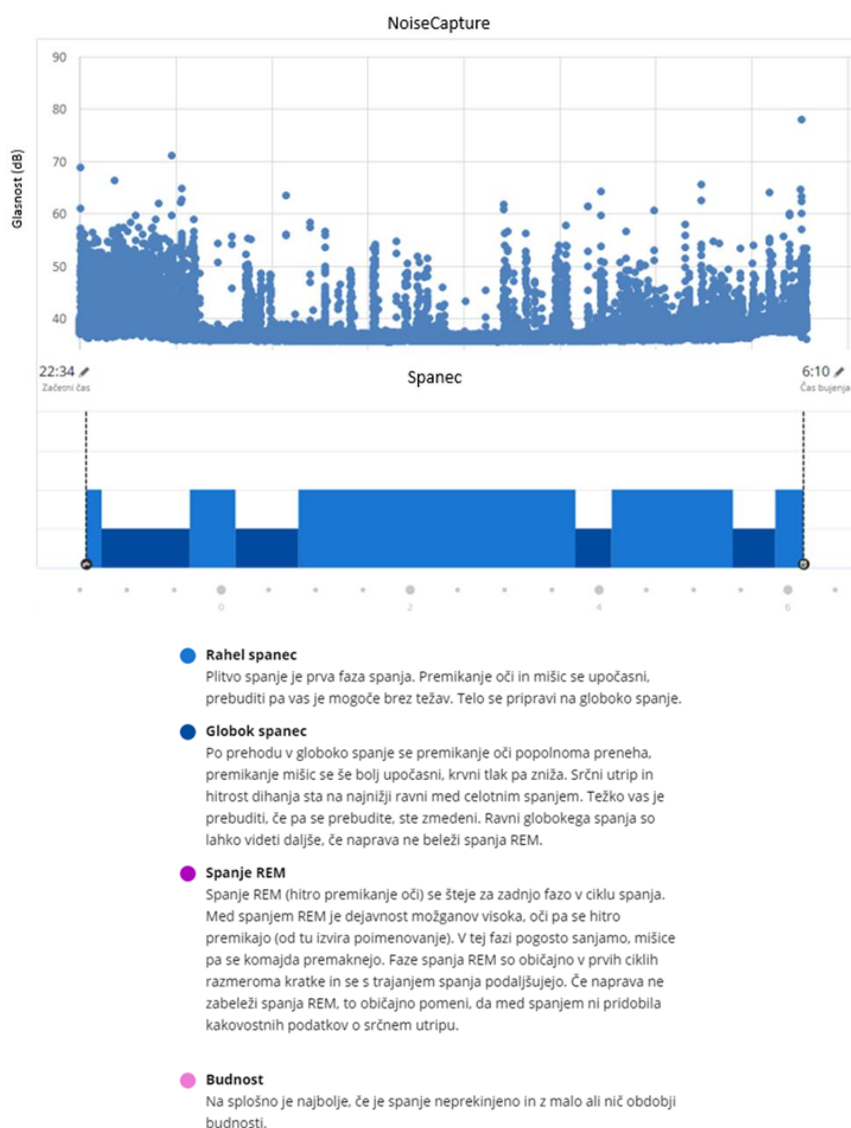 NoiseCapture
90
80
70
60
50
40
Glasnost (dB)
22:34
Začetni čas
Spanec
6:10
Čas bujenja
0 2 4 6
Rahel spanec
Plitvo spanje je prva faza spanja. Premikanje oči in mišic se upočasni,
prebuditi pa vas je mogoče brez težav. Telo se pripravi na globoko spanje.
Globok spanec
Po prehodu v globoko spanje se premikanje oči popolnoma preneha,
premikanje mišic se še bolj upočasni, krvni tlak pa zniža. Srčni utrip in
hitrost dihanja sta na najnižji ravni med celotnim spanjem. Težko vas je
prebuditi, če pa se prebudite, ste zmedeni. Ravni globokega spanja so
lahko videti daljše, če naprava ne beleži spanja REM.
Spanje REM
Spanje REM (hitro premikanje oči) se šteje za zadnjo fazo v ciklu spanja.
Med spanjem REM je dejavnost možganov visoka, oči pa se hitro
premikajo (od tu izvira poimenovanje). V tej fazi pogosto sanjamo, mišice
pa se komajda premaknejo. Faze spanja REM so običajno v prvih ciklih
razmeroma kratke in se s trajanjem spanja podaljšujejo. Če naprava ne
zabeleži spanja REM, to običajno pomeni, da med spanjem ni pridobila
kakovostnih podatkov o srčnem utripu.
Budnost
Na splošno je najbolje, če je spanje neprekinjeno in z malo ali nič obdobji
budnosti.